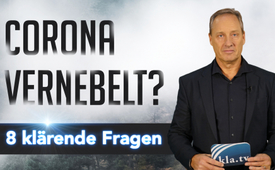 CORONA
VERNEBELT?
8 klärende Fragen
kla.tv